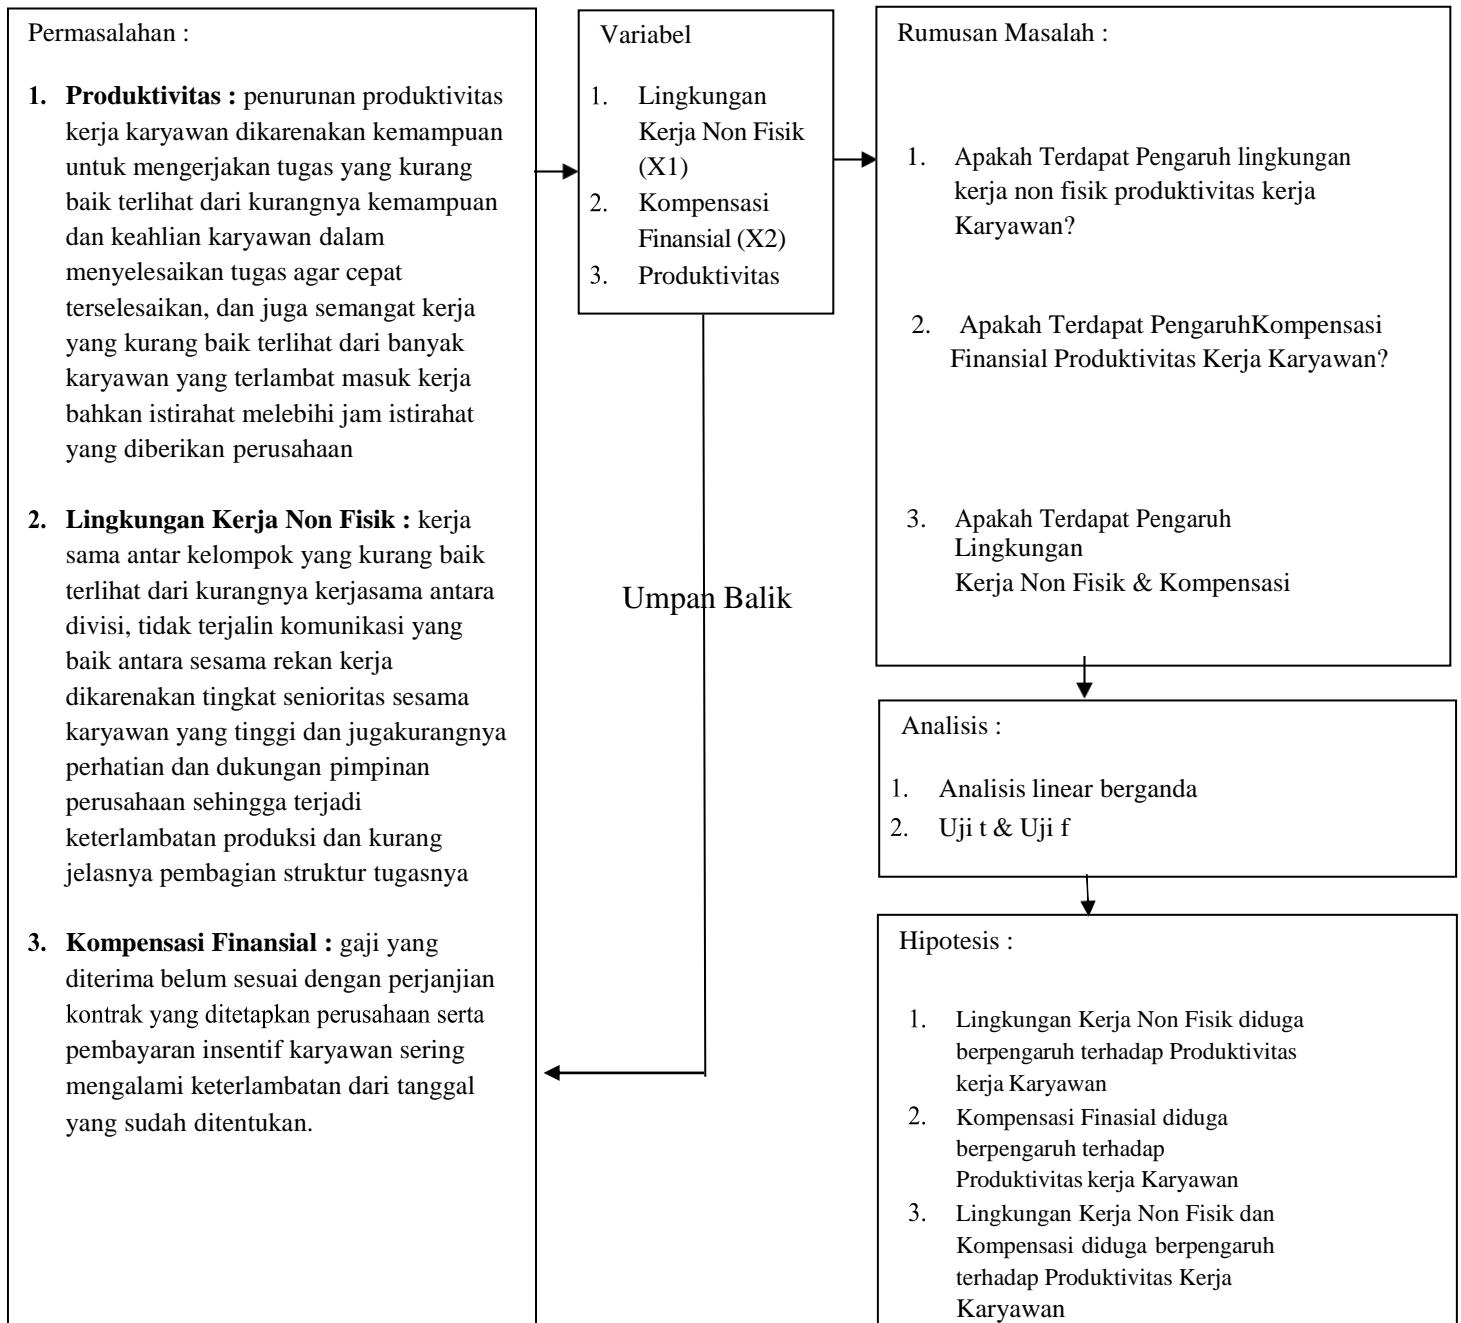 Permasalahan :
1. Produktivitas : penurunan produktivitas
kerja karyawan dikarenakan kemampuan
untuk mengerjakan tugas yang kurang
baik terlihat dari kurangnya kemampuan
dan keahlian karyawan dalam
menyelesaikan tugas agar cepat
terselesaikan, dan juga semangat kerja
yang kurang baik terlihat dari banyak
karyawan yang terlambat masuk kerja
bahkan istirahat melebihi jam istirahat
yang diberikan perusahaan
2. Lingkungan Kerja Non Fisik : kerja
sama antar kelompok yang kurang baik
terlihat dari kurangnya kerjasama antara
divisi, tidak terjalin komunikasi yang
baik antara sesama rekan kerja
dikarenakan tingkat senioritas sesama
karyawan yang tinggi dan jugakurangnya
perhatian dan dukungan pimpinan
perusahaan sehingga terjadi
keterlambatan produksi dan kurang
jelasnya pembagian struktur tugasnya
3. Kompensasi Finansial : gaji yang
diterima belum sesuai dengan perjanjian
kontrak yang ditetapkan perusahaan serta
pembayaran insentif karyawan sering
mengalami keterlambatan dari tanggal
yang sudah ditentukan.
Variabel
1. Lingkungan
Kerja Non Fisik
(X1)
2. Kompensasi
Finansial (X2)
3. Produktivitas
Umpan Balik
Rumusan Masalah :
1. Apakah Terdapat Pengaruh lingkungan
kerja non fisik produktivitas kerja
Karyawan?
2. Apakah Terdapat PengaruhKompensasi
Finansial Produktivitas Kerja Karyawan?
3. Apakah Terdapat Pengaruh
Lingkungan
Kerja Non Fisik & Kompensasi
Analisis :
1. Analisis linear berganda
2. Uji t & Uji f
Hipotesis :
1. Lingkungan Kerja Non Fisik diduga
berpengaruh terhadap Produktivitas
kerja Karyawan
2. Kompensasi Finasial diduga
berpengaruh terhadap
Produktivitas kerja Karyawan
3. Lingkungan Kerja Non Fisik dan
Kompensasi diduga berpengaruh
terhadap Produktivitas Kerja
Karyawan